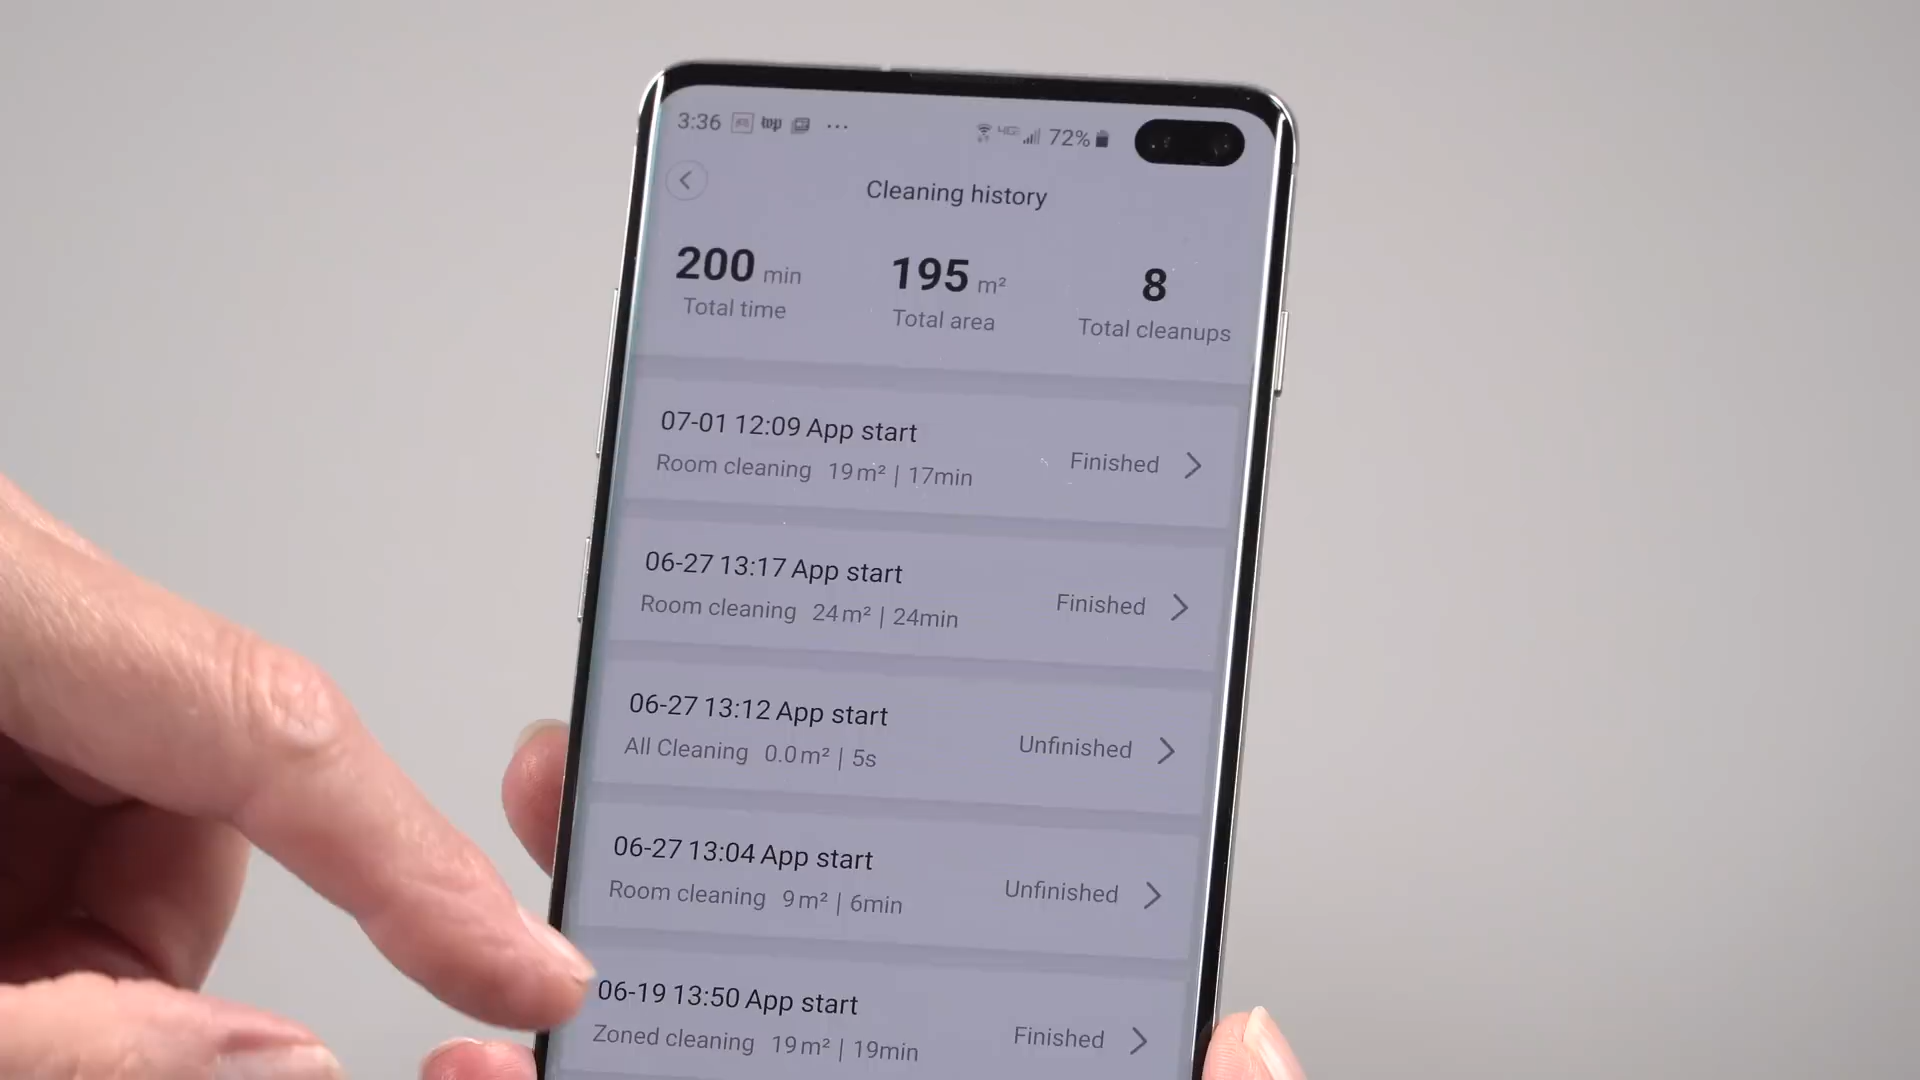 3:36 top ... 72%
Cleaning history
200 min 195 m² 8
Total time Total area Total cleanups
07-01 12:09 App start
Room cleaning 19 m² | 17min Finished
06-27 13:17 App start
Room cleaning 24 m² | 24min Finished
06-27 13:12 App start
All Cleaning 0.0 m² | 5s Unfinished
06-27 13:04 App start
Room cleaning 9 m² | 6min Unfinished
06-19 13:50 App start
Zoned cleaning 19 m² | 19min Finished